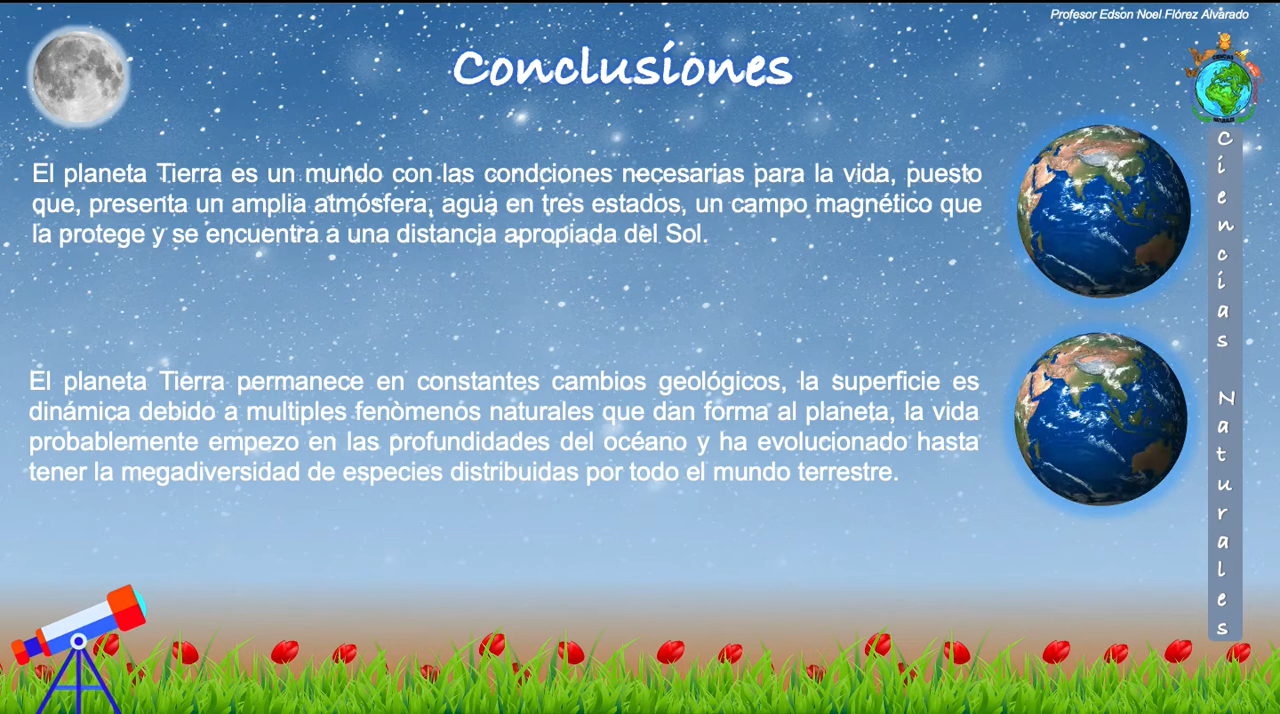 Profesor Edson Noel Flórez Alvarado
Conclusiones
CIENCIAS
NATURALES
El planeta Tierra es un mundo con las condciones necesarias para la vida, puesto
que, presenta un amplia atmósfera, agua en tres estados, un campo magnético que
la protege y se encuentra a una distancia apropiada del Sol.
El planeta Tierra permanece en constantes cambios geológicos, la superficie es
dinámica debido a multiples fenòmenos naturales que dan forma al planeta, la vida
probablemente empezo en las profundidades del océano y ha evolucionado hasta
tener la megadiversidad de especies distribuidas por todo el mundo terrestre.
Ciencias Naturales